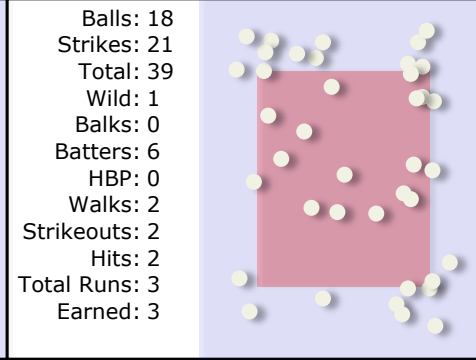 Balls: 18
Strikes: 21
Total: 39
Wild: 1
Balks: 0
Batters: 6
HBP: 0
Walks: 2
Strikeouts: 2
Hits: 2
Total Runs: 3
Earned: 3